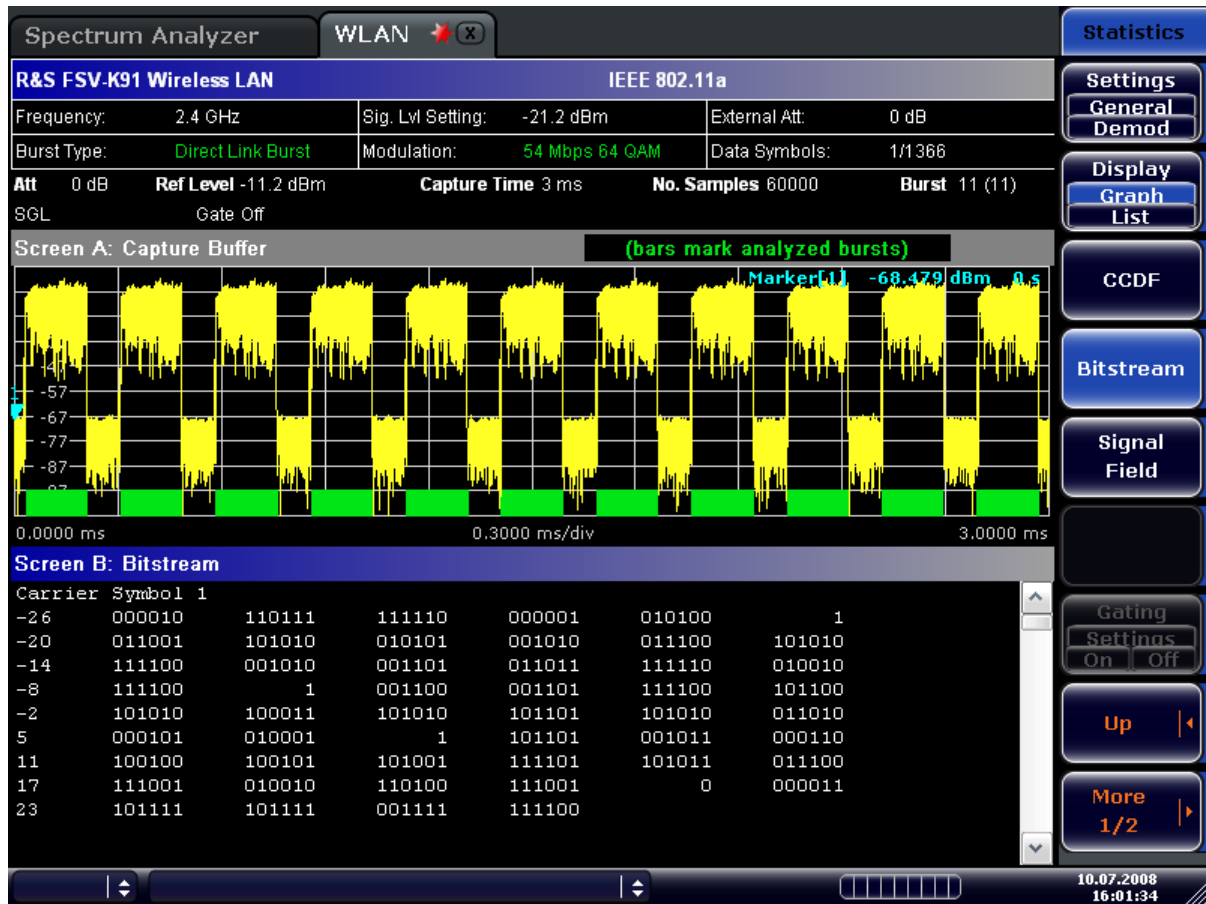 Spectrum Analyzer WLAN x
R&S FSV-K91 Wireless LAN IEEE 802.11a
Frequency: 2.4 GHz Sig. Lvl Setting: -21.2 dBm External Att: 0 dB
Burst Type: Direct Link Burst Modulation: 54 Mbps 64 QAM Data Symbols: 1/1366
Att 0 dB Ref Level -11.2 dBm Capture Time 3 ms No. Samples 60000 Burst 11 (11)
SGL Gate Off
Screen A: Capture Buffer (bars mark analyzed bursts)
Marker[1] -68.479 dBm 0 s
1
-57
-67
-77
-87
0.0000 ms 0.3000 ms/div 3.0000 ms
Screen B: Bitstream
Carrier Symbol 1
-26 000010 110111 111110 000001 010100 1
-20 011001 101010 010101 001010 011100 101010
-14 111100 001010 001101 011011 111110 010010
-8 111100 1 001100 001101 111100 101100
-2 101010 100011 101010 101101 101010 011010
5 000101 010001 1 101101 001011 000110
11 100100 100101 101001 111101 101011 011100
17 111001 010010 110100 111001 0 000011
23 101111 101111 001111 111100
Statistics
Settings
General
Demod
Display
Graph
List
CCDF
Bitstream
Signal
Field
Gating
Settings
On Off
Up
More
1/2
10.07.2008
16:01:34